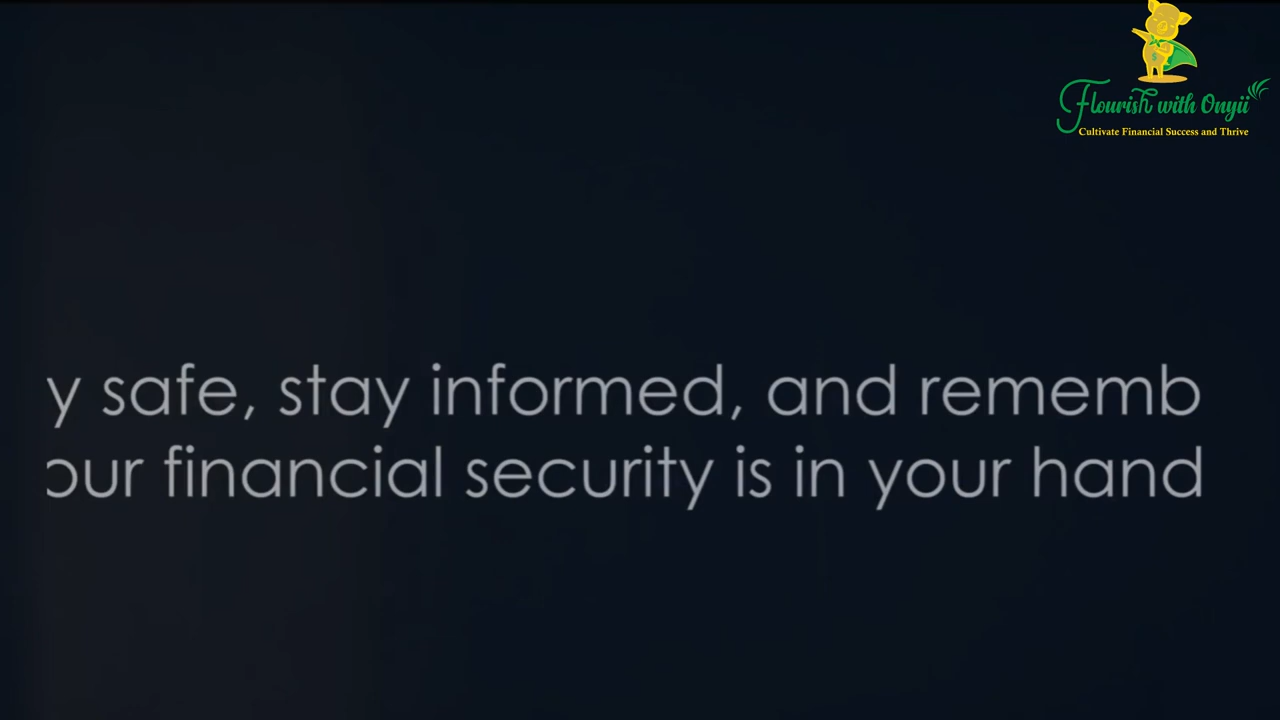 Flourish with Onyii
Cultivate Financial Success and Thrive
y safe, stay informed, and rememb
our financial security is in your hand